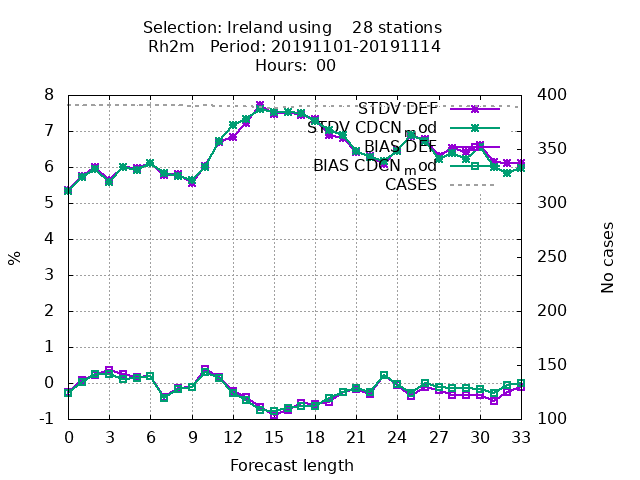 Selection: Ireland using 28 stations
Rh2m Period: 20191101-20191114
Hours: 00
8
7
6
5
4
3
2
1
0
-1
%
400
350
300
250
200
150
100
No cases
STDV DEF
STDV CDCN_mod
BIAS DEF
BIAS CDCN_mod
CASES
0 3 6 9 12 15 18 21 24 27 30 33
Forecast length